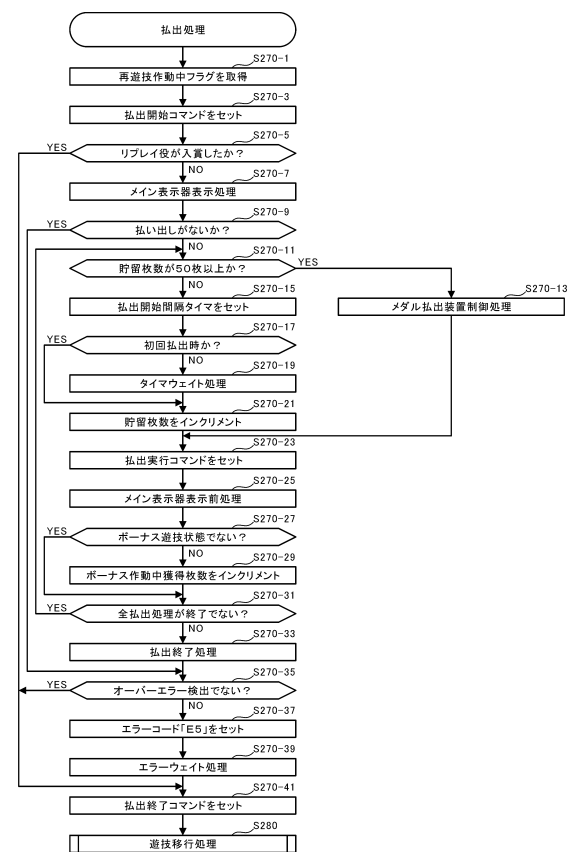 払出処理
S270-1
再遊技作動中フラグを取得
S270-3
払出開始コマンドをセット
S270-5
YES
リプレイ役が入賞したか？
NO
S270-7
メイン表示器表示処理
S270-9
YES
払い出しがないか？
NO
S270-11
YES
貯留枚数が50枚以上か？
NO
S270-13
メダル払出装置制御処理
S270-15
払出開始間隔タイマをセット
S270-17
YES
初回払出時か？
NO
S270-19
タイマウェイト処理
S270-21
貯留枚数をインクリメント
S270-23
払出実行コマンドをセット
S270-25
メイン表示器表示前処理
S270-27
YES
ボーナス遊技状態でない？
NO
S270-29
ボーナス作動中獲得枚数をインクリメント
S270-31
YES
全払出処理が終了でない？
NO
S270-33
払出終了処理
S270-35
YES
オーバーエラー検出でない？
NO
S270-37
エラーコード「E5」をセット
S270-39
エラーウェイト処理
S270-41
払出終了コマンドをセット
S280
遊技移行処理